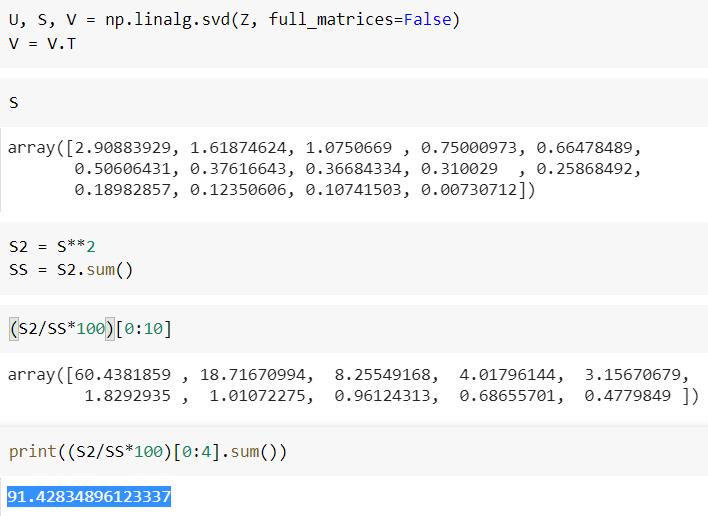 U, S, V = np.linalg.svd(Z, full_matrices=False)
V = V.T
S
array([2.90883929, 1.61874624, 1.0750669 , 0.75000973, 0.66478489,
       0.50606431, 0.37616643, 0.36684334, 0.310029  , 0.25868492,
       0.18982857, 0.12350606, 0.10741503, 0.00730712])
S2 = S**2
SS = S2.sum()
(S2/SS*100)[0:10]
array([60.4381859 , 18.71670994,  8.25549168,  4.01796144,  3.15670679,
        1.8292935 ,  1.01072275,  0.96124313,  0.68655701,  0.4779849 ])
print((S2/SS*100)[0:4].sum())
91.42834896123337